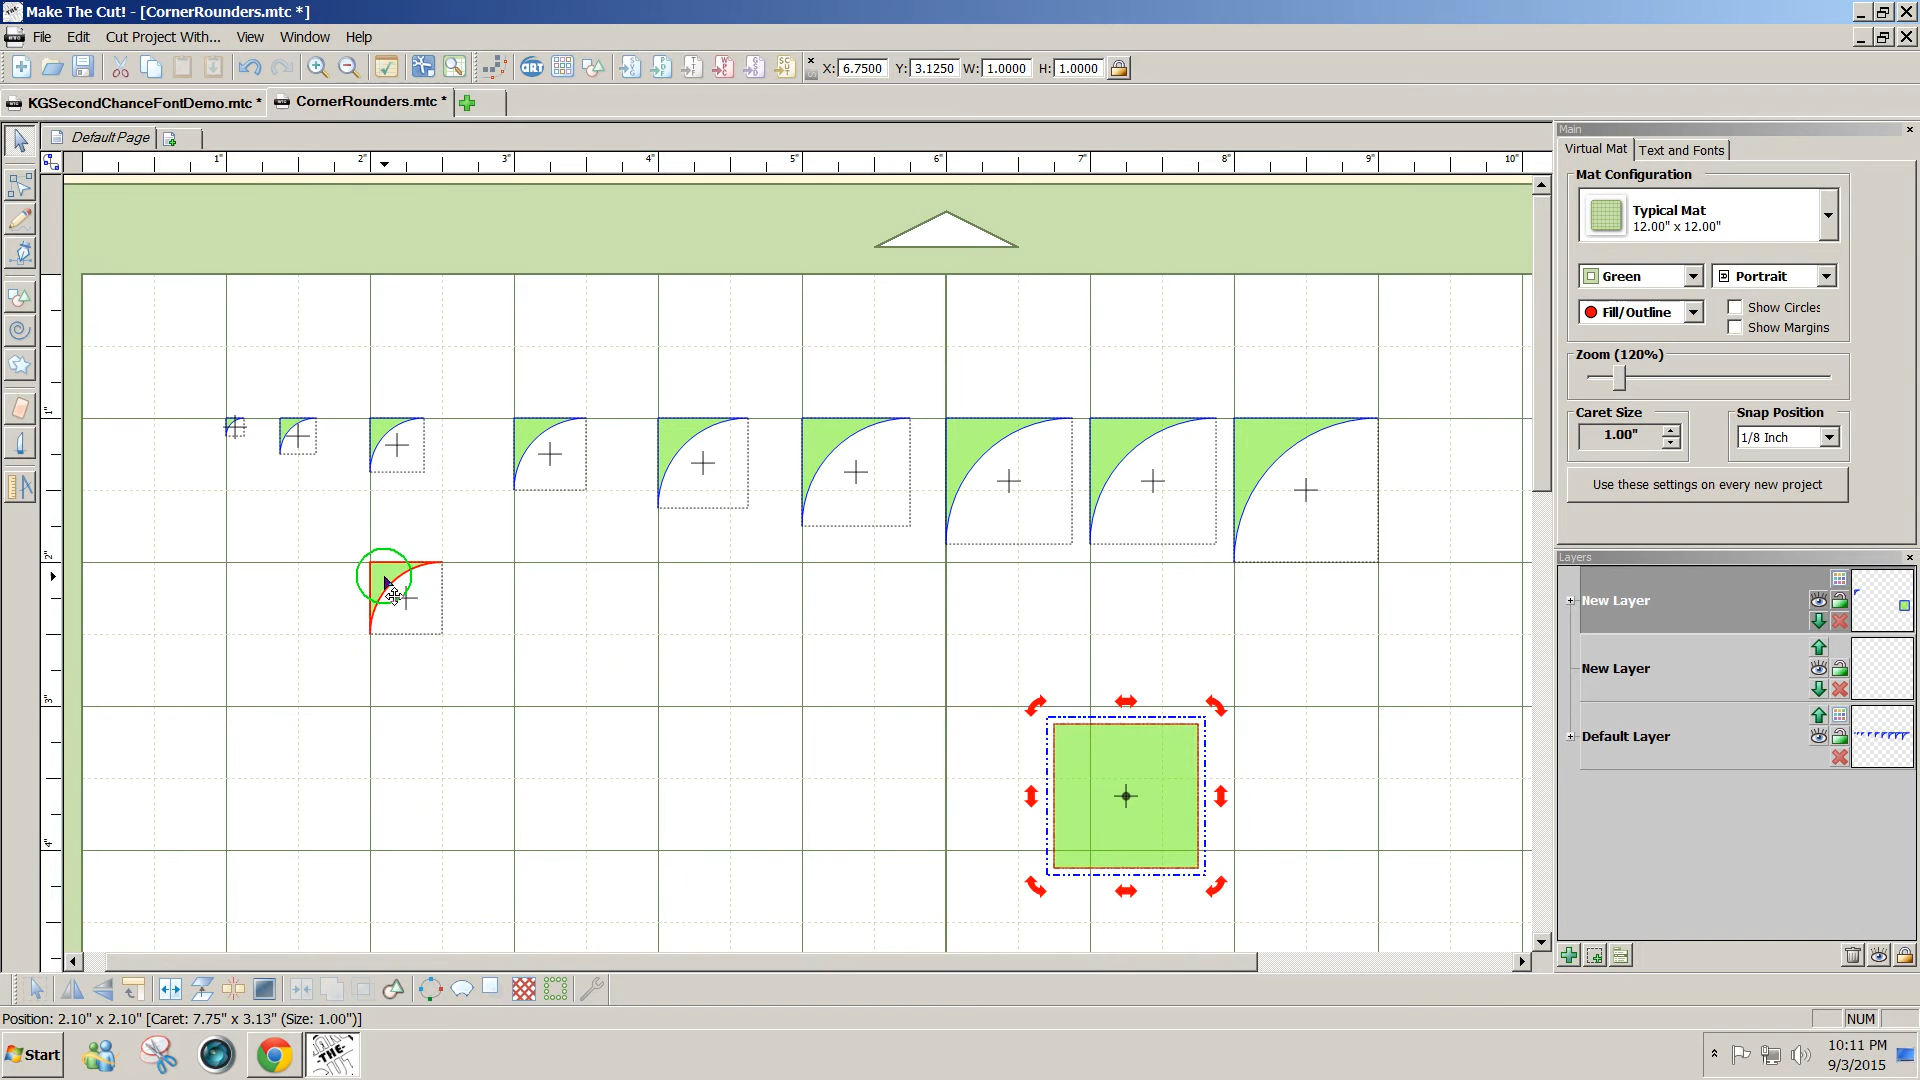 Make The Cut! - [CornerRounders.mtc *]
File Edit Cut Project With... View Window Help
ART X: 6.7500 Y: 3.1250 W: 1.0000 H: 1.0000
KGSecondChanceFontDemo.mtc * CornerRounders.mtc *
Default Page
1" 2" 3" 4" 5" 6" 7" 8" 9" 10"
1"
2"
3"
4"
Main
Virtual Mat Text and Fonts
Mat Configuration
Typical Mat
12.00" x 12.00"
Green Portrait
Fill/Outline Show Circles
Show Margins
Zoom (120%)
Caret Size Snap Position
1.00" 1/8 Inch
Use these settings on every new project
Layers
New Layer
New Layer
Default Layer
Position: 2.10" x 2.10" [Caret: 7.75" x 3.13" (Size: 1.00")]
NUM
Start
10:11 PM
9/3/2015